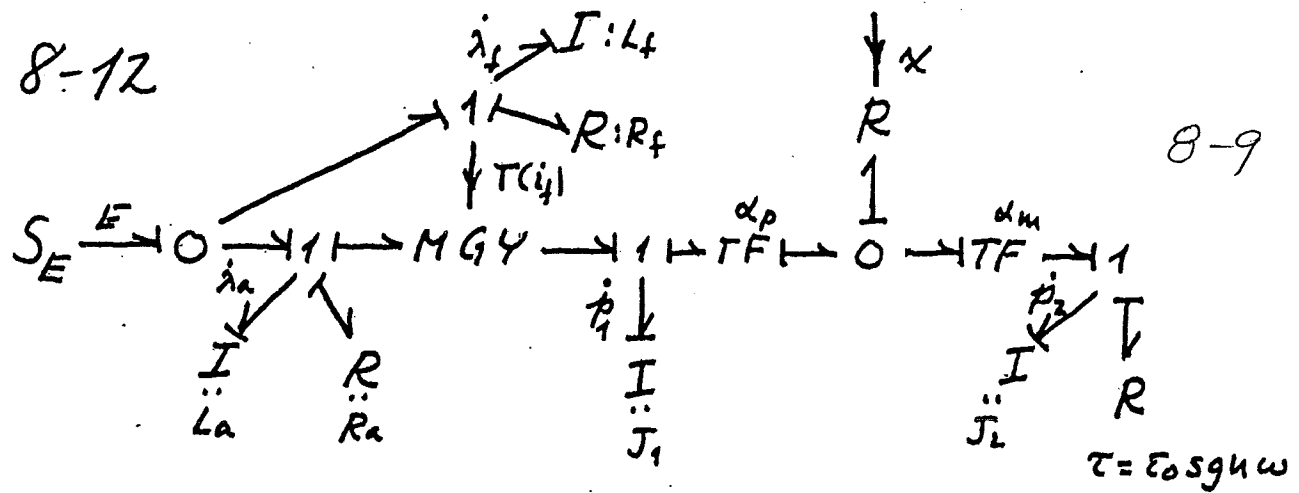 8-12
λ̇f I : Lf
x
1 R : Rf
R
8-9
T(if)
αp αm
SE E 0 1 MGY 1 TF 0 TF 1
λ̇a ṗ1 ṗ2
I R I I R
: La : Ra : J1 : J2
τ = τ0 sgn ω